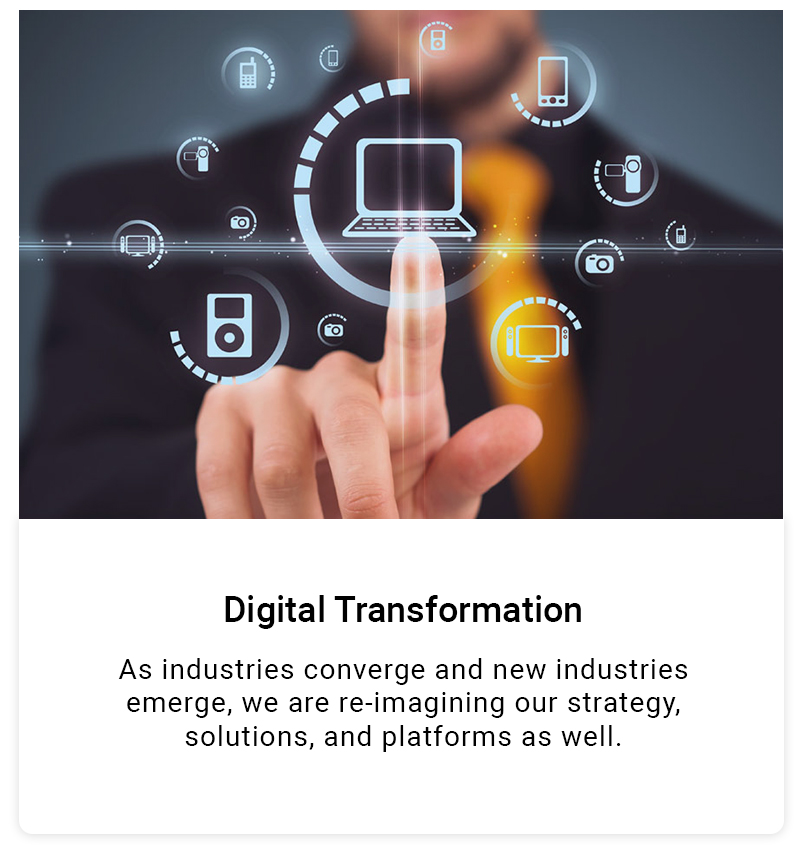 Digital Transformation
As industries converge and new industries
emerge, we are re-imagining our strategy,
solutions, and platforms as well.